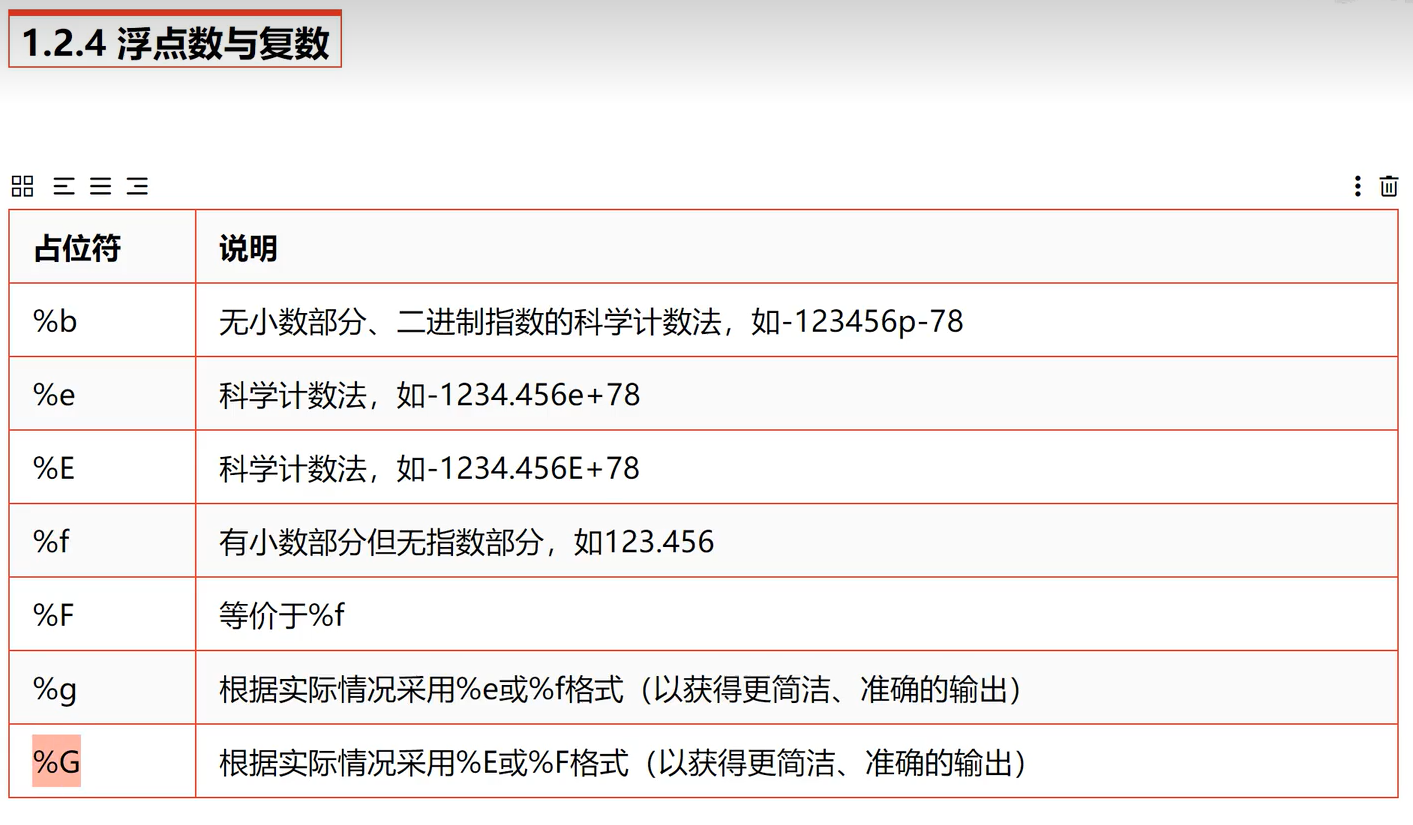 1.2.4 浮点数与复数
占位符 说明
%b 无小数部分、二进制指数的科学计数法，如-123456p-78
%e 科学计数法，如-1234.456e+78
%E 科学计数法，如-1234.456E+78
%f 有小数部分但无指数部分，如123.456
%F 等价于%f
%g 根据实际情况采用%e或%f格式（以获得更简洁、准确的输出）
%G 根据实际情况采用%E或%F格式（以获得更简洁、准确的输出）